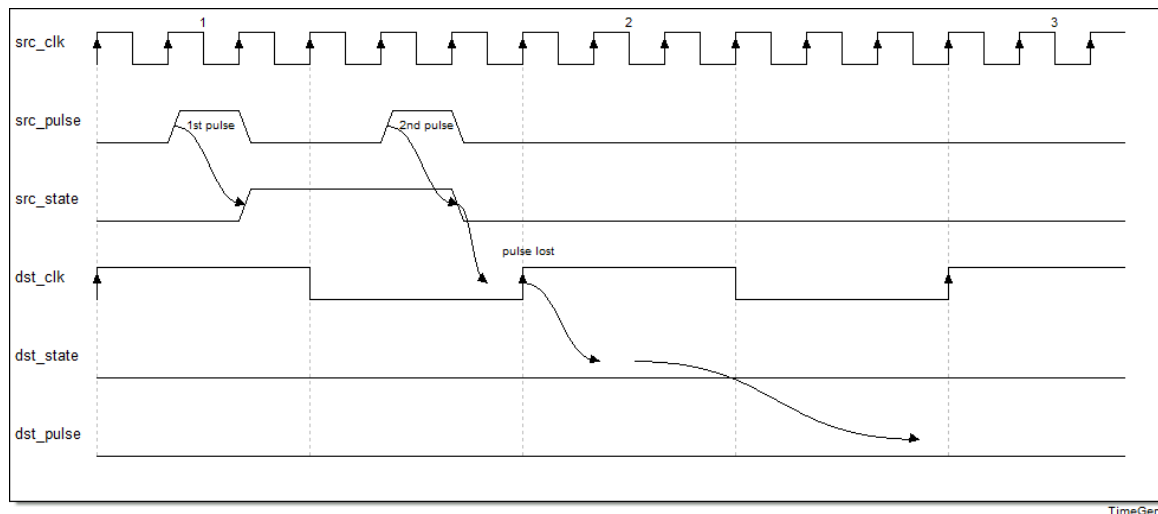 1 2 3
src_clk
src_pulse
1st pulse 2nd pulse
src_state
pulse lost
dst_clk
dst_state
dst_pulse
TimeGen